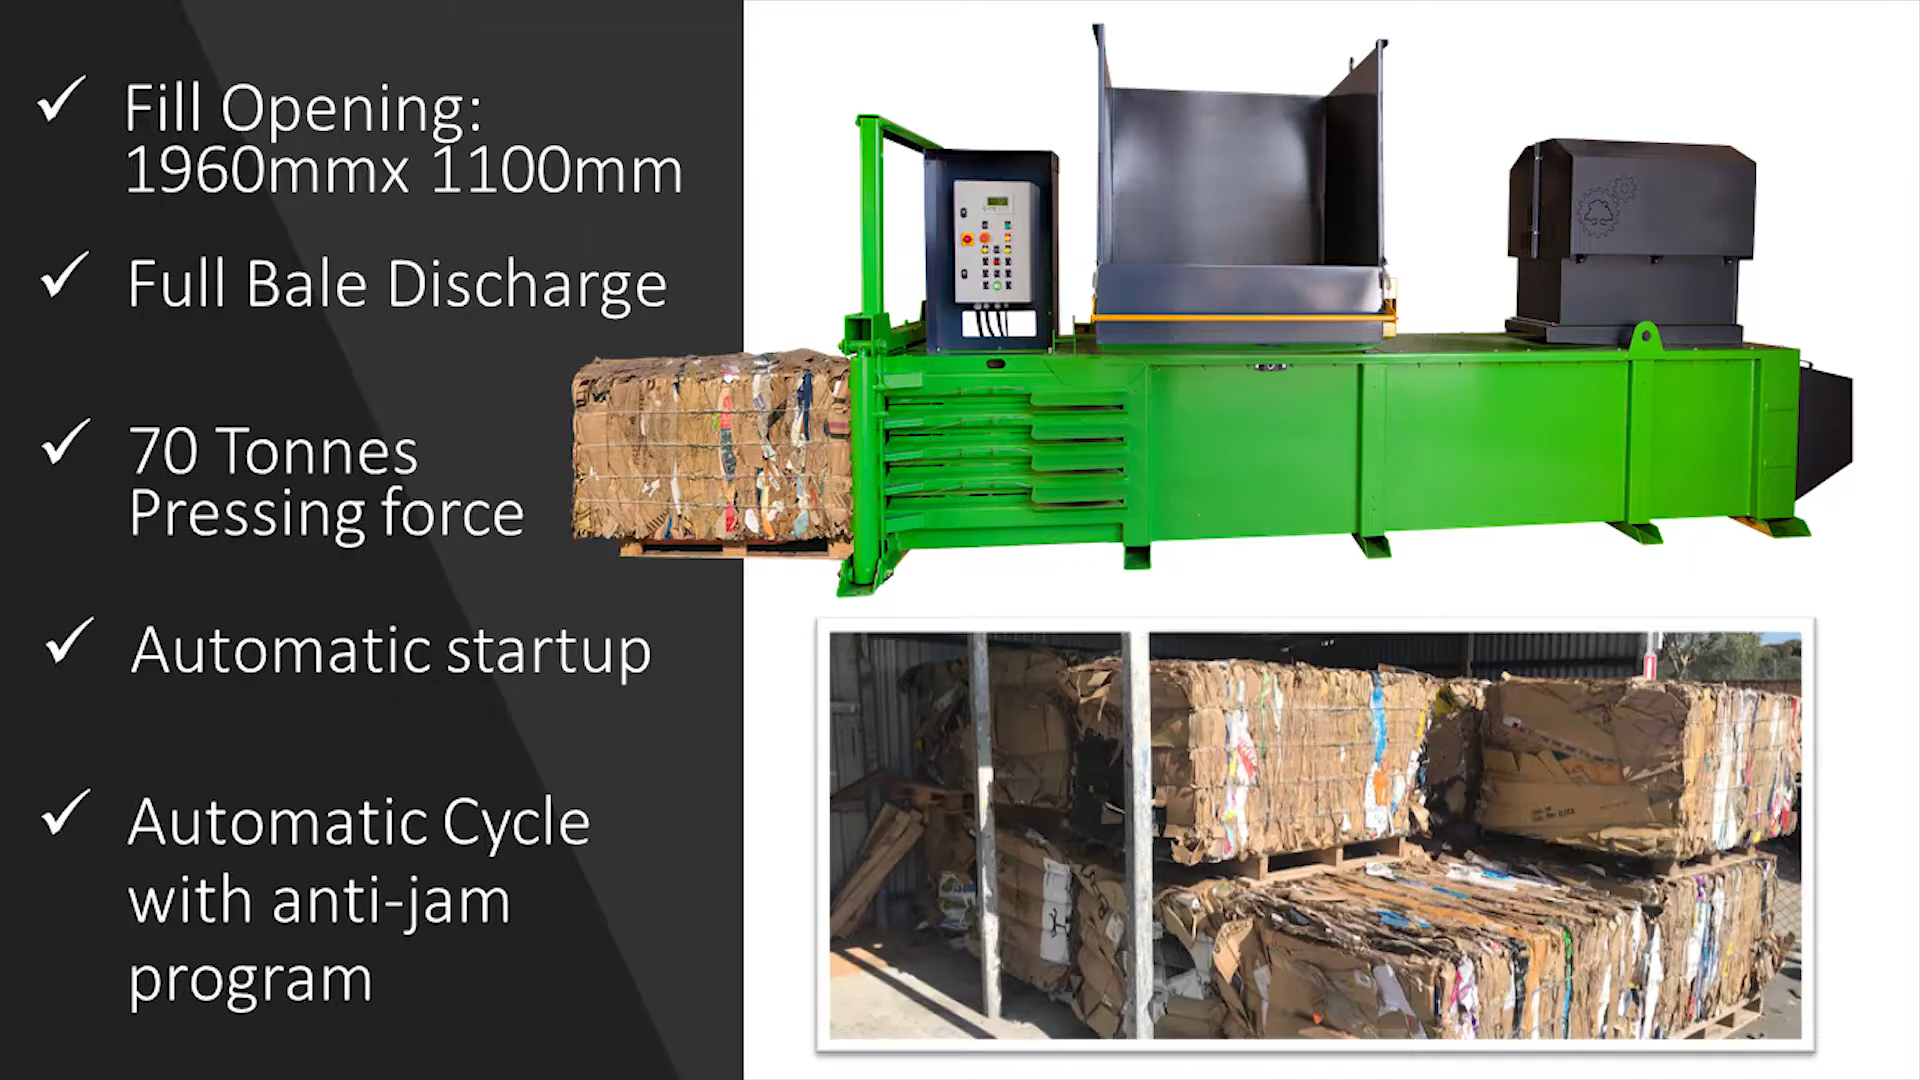 Fill Opening:
1960mmx 1100mm
Full Bale Discharge
70 Tonnes
Pressing force
Automatic startup
Automatic Cycle
with anti-jam
program